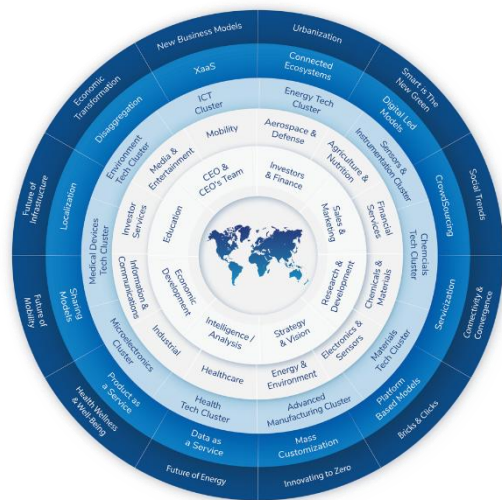 New Business Models
Urbanization
Smart is The
New Green
Social Trends
Connectivity &
Convergence
Bricks & Clicks
Innovating to Zero
Future of Energy
Health Wellness
& Well-Being
Future of
Mobility
Future of
Infrastructure
Economic
Transformation
XaaS
Connected
Ecosystems
Digital Led
Models
CrowdSourcing
Servicization
Platform
Based Models
Mass
Customization
Data as
a Service
Product as
a Service
Sharing
Models
Localization
Disaggregation
ICT
Cluster
Energy Tech
Cluster
Sensors &
Instrumentation Cluster
Chemcials
Tech Cluster
Materials
Tech Cluster
Advanced
Manufacturing Cluster
Health
Tech Cluster
Microelectronics
Cluster
Medical Devices
Tech Cluster
Environment
Tech Cluster
Mobility
Aerospace &
Defense
Agriculture &
Nutrition
Financial
Services
Chemicals &
Materials
Electronics &
Sensors
Energy &
Environment
Healthcare
Industrial
Information &
Communications
Investor
Services
Media &
Entertainment
CEO &
CEO's Team
Investors
& Finance
Sales &
Marketing
Research &
Development
Strategy
& Vision
Intelligence /
Analysis
Economic
Development
Education